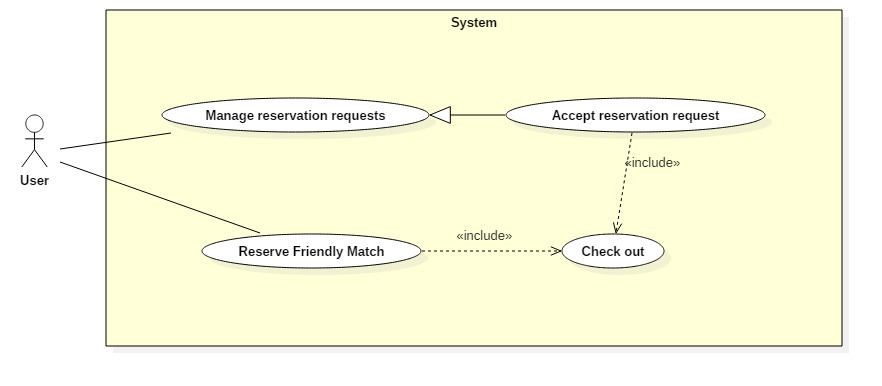 System
Manage reservation requests
Accept reservation request
«include»
User
Reserve Friendly Match
«include»
Check out